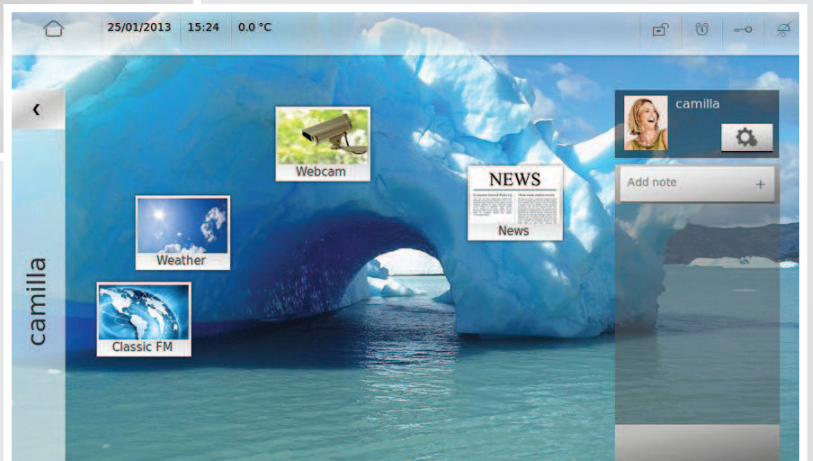 25/01/2013 15:24 0.0 °C
camilla
Webcam
NEWS
News
Weather
Classic FM
camilla
Add note +